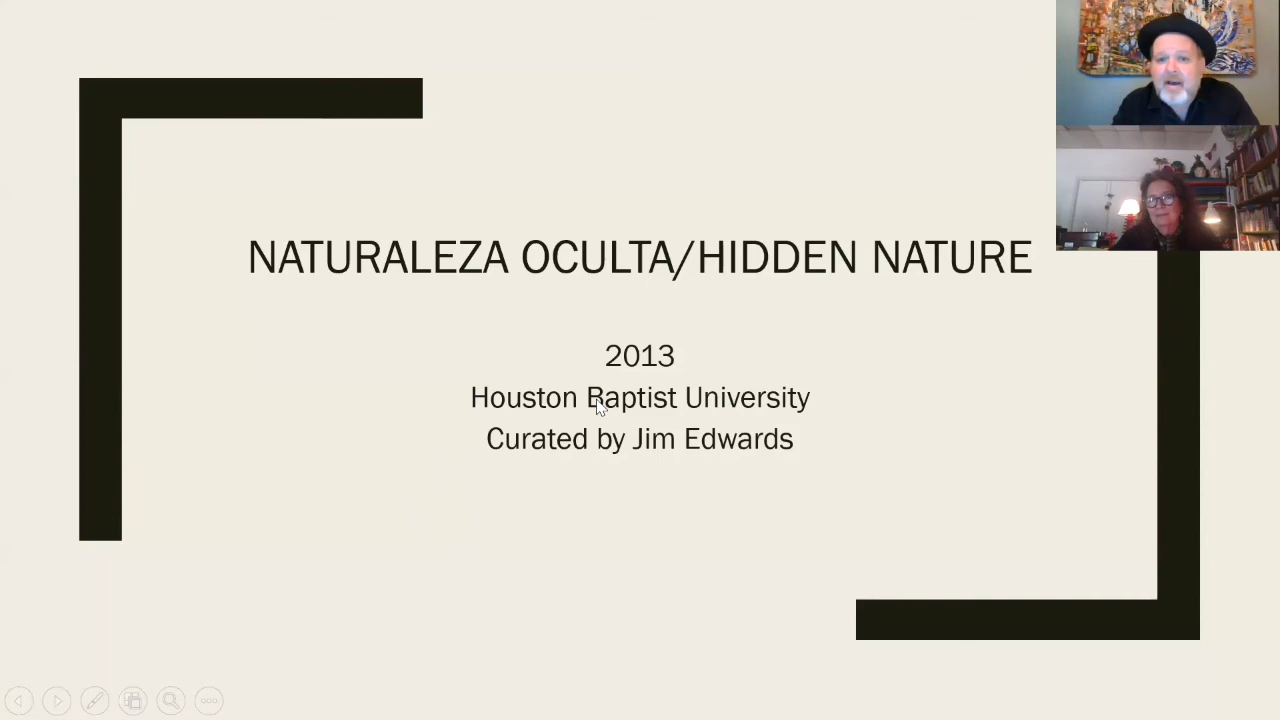 NATURALEZA OCULTA/HIDDEN NATURE
2013
Houston Baptist University
Curated by Jim Edwards